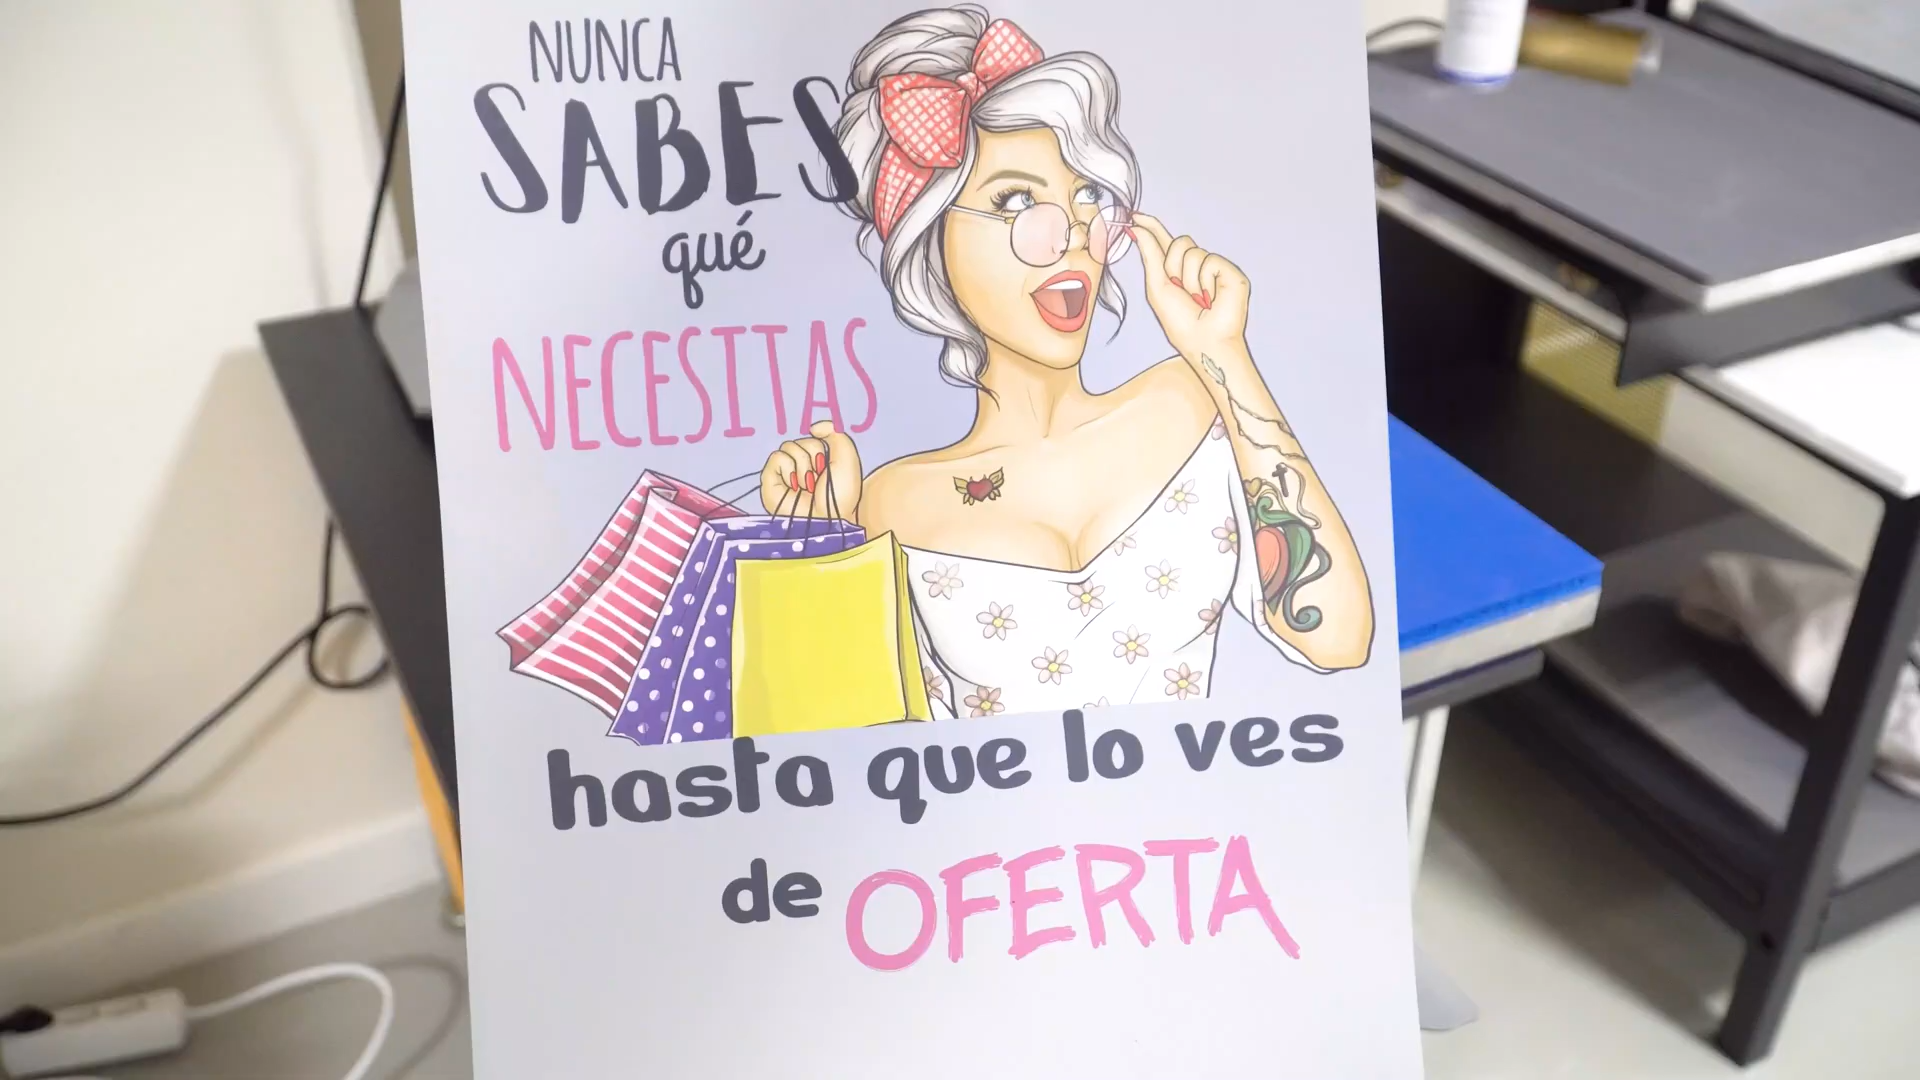 NUNCA
SABES
qué
NECESITAS
hasta que lo ves
de OFERTA